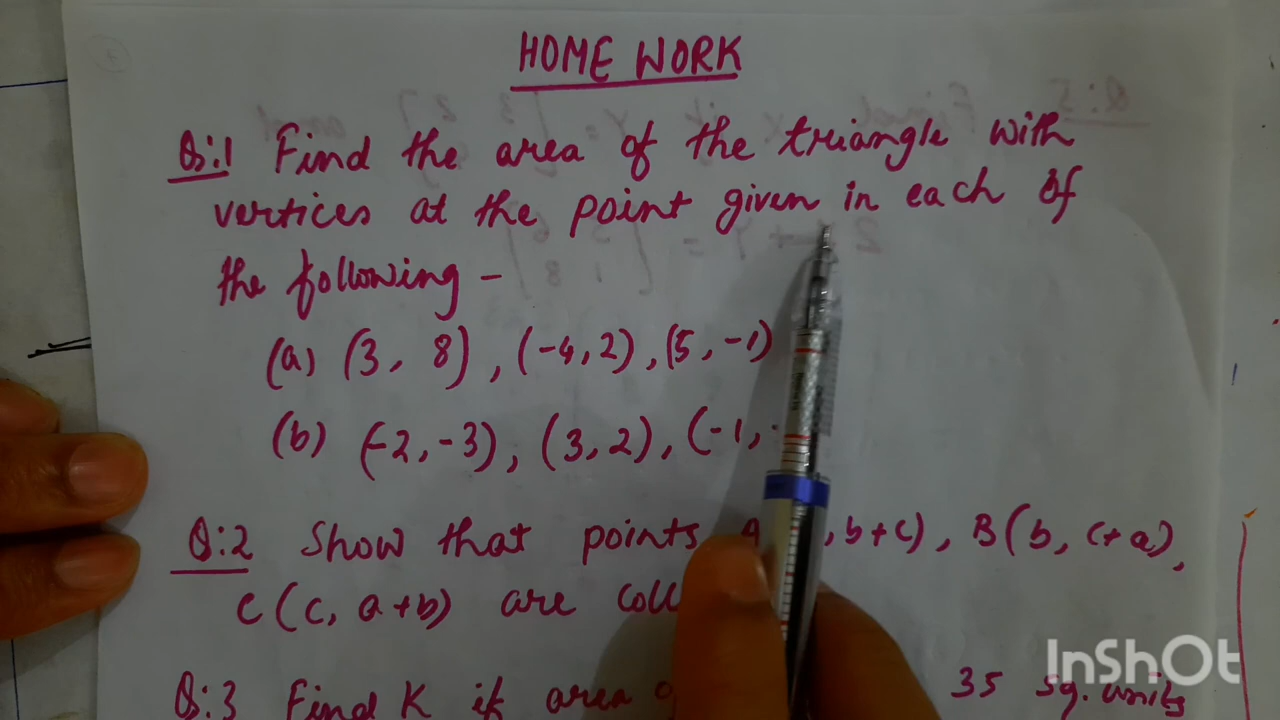 HOME WORK
Q:1 Find the area of the triangle with
vertices at the point given in each of
the following -
(a) (3, 8), (-4, 2), (5, -1)
(b) (-2, -3), (3, 2), (-1,
Q:2 Show that points A , b+c), B(b, c+a),
C(c, a+b) are
Q:3 Find K if area 35 sq. units
InShOt